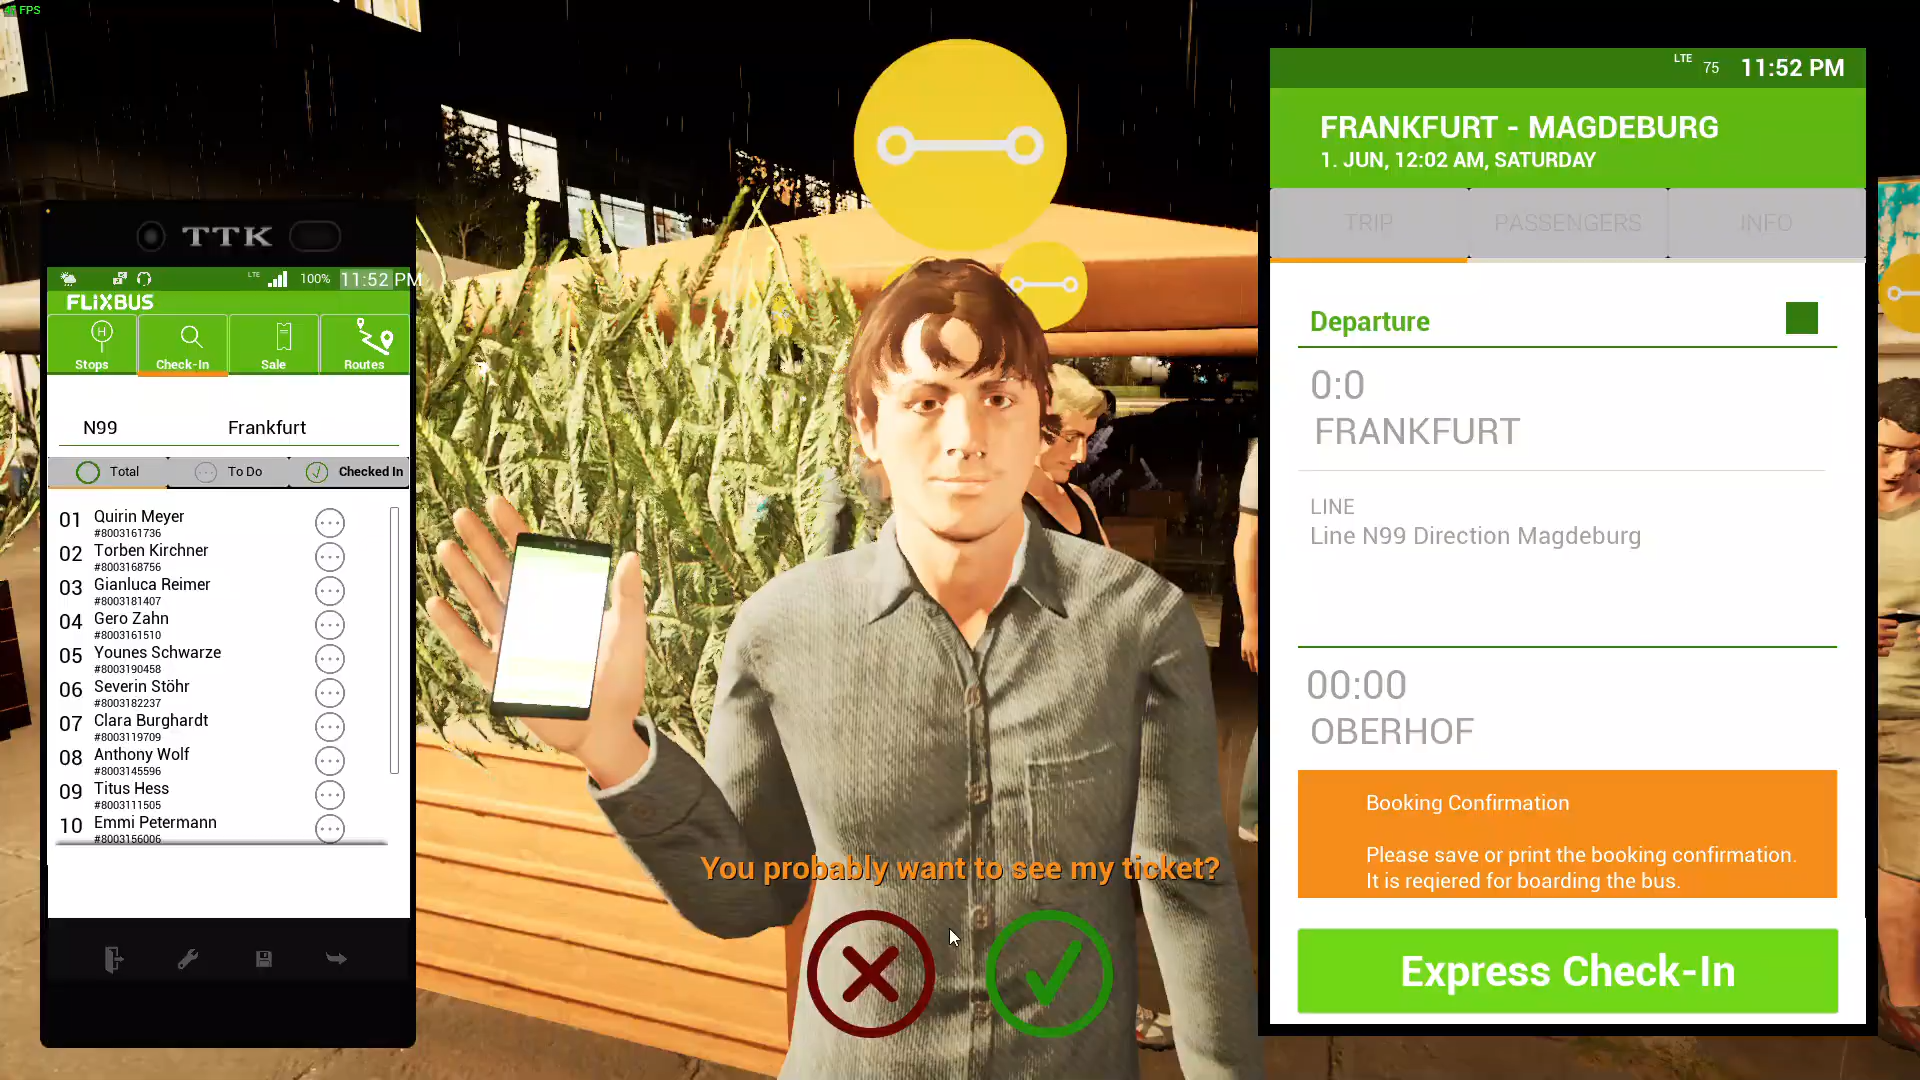 47 FPS
TTK
LTE
100%
11:52 PM
FLiXBUS
Stops
Check-In
Sale
Routes
N99
Frankfurt
Total
To Do
Checked In
01 Quirin Meyer
#8003161736
02 Torben Kirchner
#8003168756
03 Gianluca Reimer
#8003181407
04 Gero Zahn
#8003161510
05 Younes Schwarze
#8003190458
06 Severin Stöhr
#8003182237
07 Clara Burghardt
#8003119709
08 Anthony Wolf
#8003145596
09 Titus Hess
#8003111505
10 Emmi Petermann
#8003156006
TTK
You probably want to see my ticket?
LTE 75 11:52 PM
FRANKFURT - MAGDEBURG
1. JUN, 12:02 AM, SATURDAY
TRIP
PASSENGERS
INFO
Departure
0:0
FRANKFURT
LINE
Line N99 Direction Magdeburg
00:00
OBERHOF
Booking Confirmation
Please save or print the booking confirmation.
It is reqiered for boarding the bus.
Express Check-In